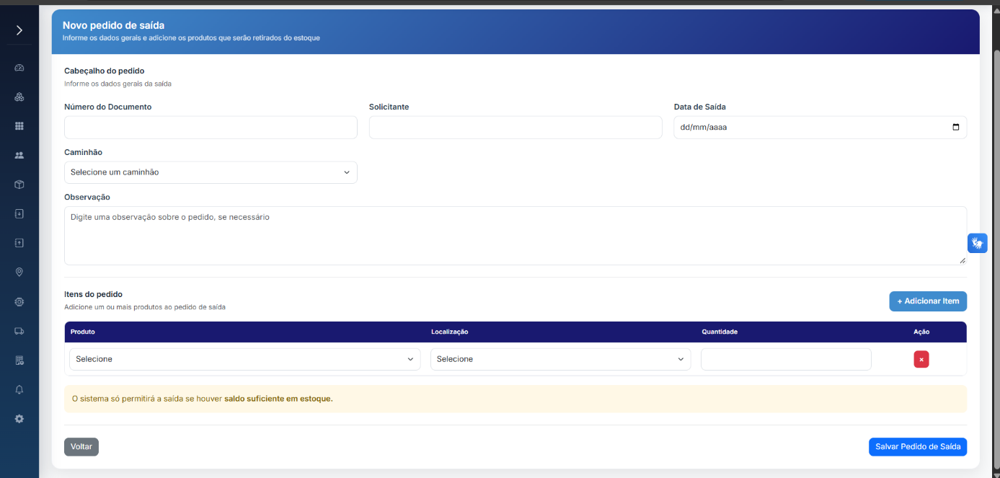 Novo pedido de saída
Informe os dados gerais e adicione os produtos que serão retirados do estoque
Cabeçalho do pedido
Informe os dados gerais da saída
Número do Documento
Solicitante
Data de Saída
dd/mm/aaaa
Caminhão
Selecione um caminhão
Observação
Digite uma observação sobre o pedido, se necessário
Itens do pedido
Adicione um ou mais produtos ao pedido de saída
+ Adicionar Item
Produto
Localização
Quantidade
Ação
Selecione
Selecione
×
O sistema só permitirá a saída se houver saldo suficiente em estoque.
Voltar
Salvar Pedido de Saída